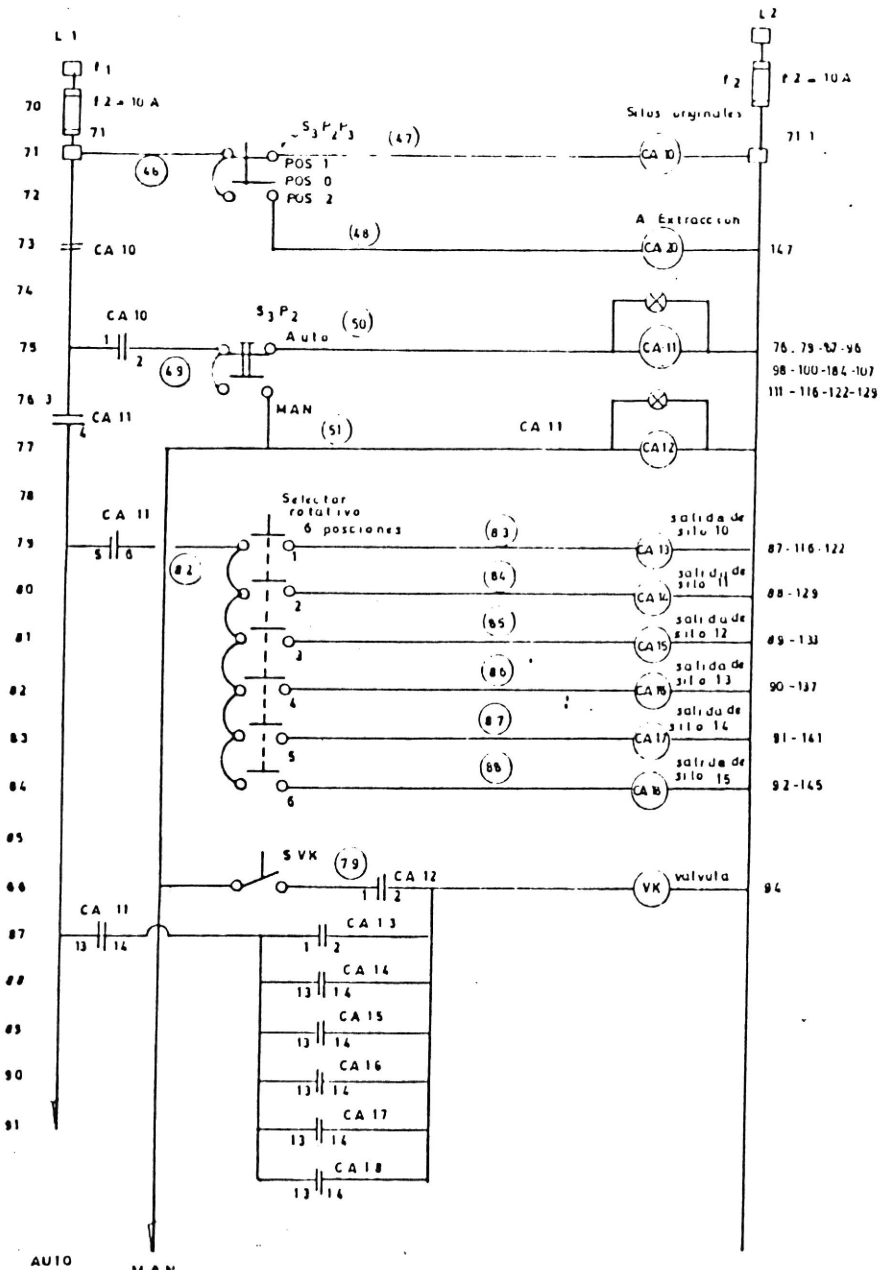 L 1
L 2
f 1
70 f 2 = 10 A
f 2 f 2 = 10 A
71
Silos originales
71 1
71 (46) S3P2P3 (47) CA 10
POS 1
POS 0
72 POS 2
A Extraccion
73 CA 10 (48) CA 20 147
74
CA 10 S3P2
75 1 2 (49) Auto (50) CA 11 76 . 79 - 87 - 96
98 - 100 - 184 - 107
111 - 116 - 122 - 129
76 3
4 CA 11 MAN
77 (51) CA 11 CA 12
78
Selector
rotativo
6 posciones
CA 11
79 5 6 (82) 1 (83) CA 13 salida de
silo 10 87 - 116 - 122
80 2 (84) CA 14 salida de
silo 11 88 - 129
81 3 (85) CA 15 salida de
silo 12 89 - 133
82 4 (86) CA 16 salida de
silo 13 90 - 137
83 5 (87) CA 17 salida de
silo 14 91 - 141
84 6 (88) CA 18 salida de
silo 15 92 - 145
85
S VK (79) CA 12
66 1 2 VK valvula 94
CA 11
87 13 14 CA 13
1 2
88 CA 14
13 14
89 CA 15
13 14
90 CA 16
13 14
91 CA 17
13 14
CA 18
13 14
AUTO
MAN